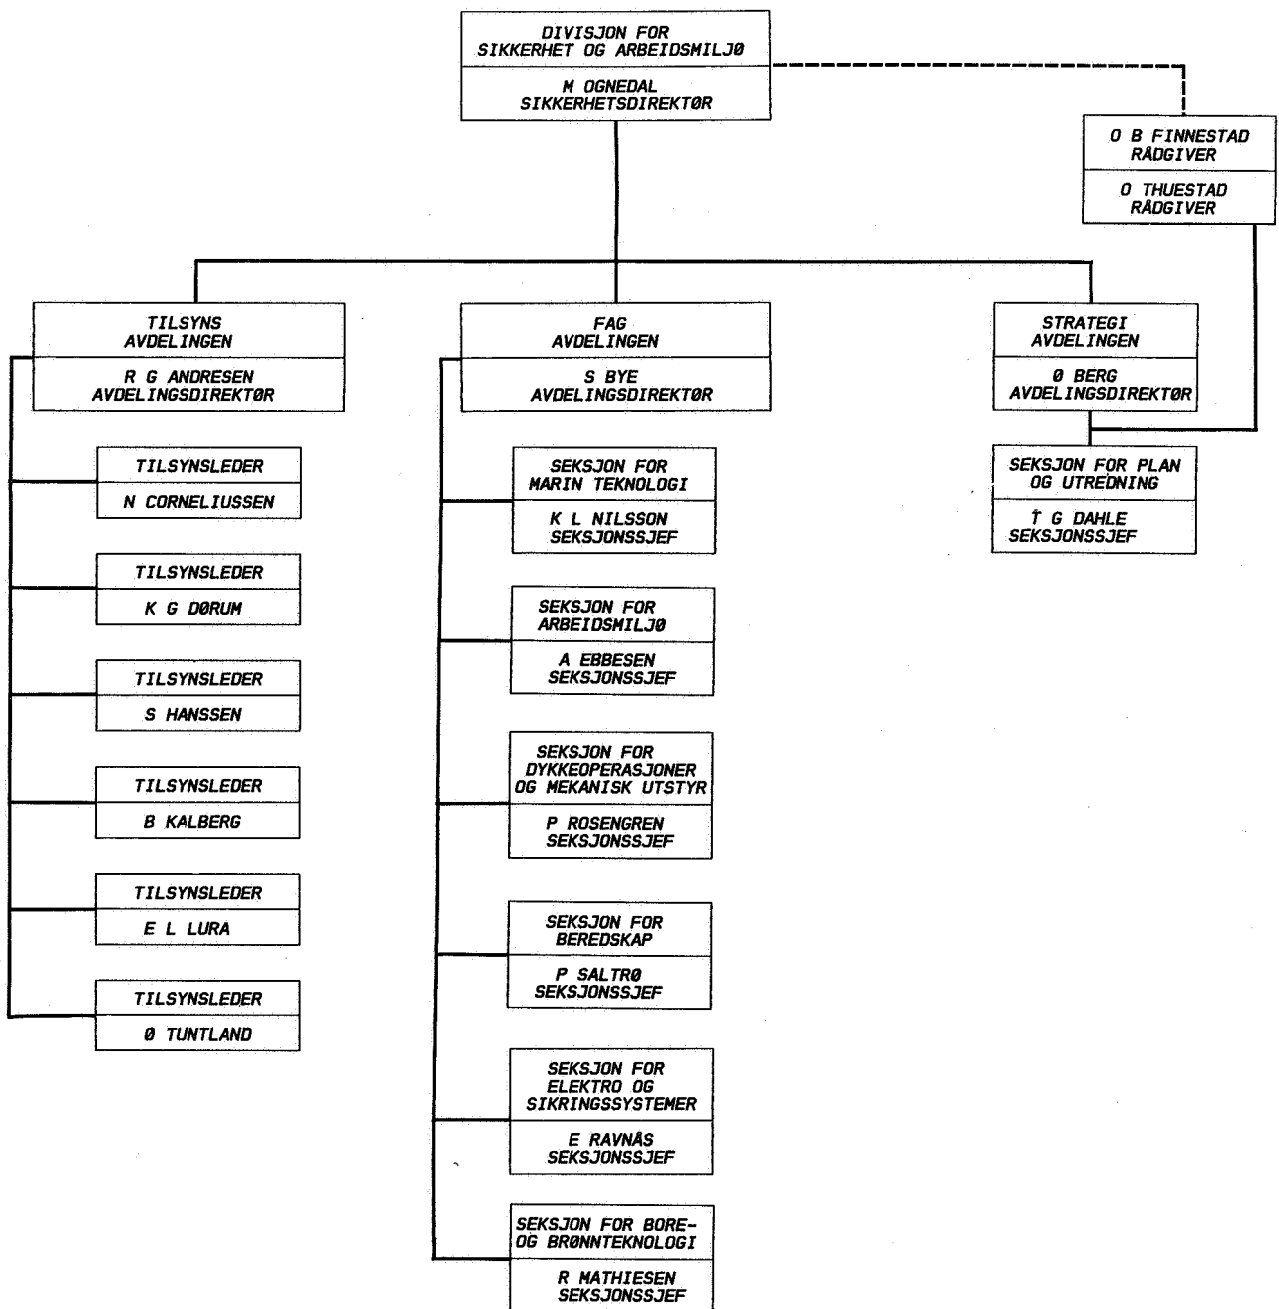 DIVISJON FOR
SIKKERHET OG ARBEIDSMILJØ
M OGNEDAL
SIKKERHETSDIREKTØR
O B FINNESTAD
RÅDGIVER
O THUESTAD
RÅDGIVER
TILSYNS
AVDELINGEN
R G ANDRESEN
AVDELINGSDIREKTØR
TILSYNSLEDER
N CORNELIUSSEN
TILSYNSLEDER
K G DØRUM
TILSYNSLEDER
S HANSSEN
TILSYNSLEDER
B KALBERG
TILSYNSLEDER
E L LURA
TILSYNSLEDER
Ø TUNTLAND
FAG
AVDELINGEN
S BYE
AVDELINGSDIREKTØR
SEKSJON FOR
MARIN TEKNOLOGI
K L NILSSON
SEKSJONSSJEF
SEKSJON FOR
ARBEIDSMILJØ
A EBBESEN
SEKSJONSSJEF
SEKSJON FOR
DYKKEOPERASJONER
OG MEKANISK UTSTYR
P ROSENGREN
SEKSJONSSJEF
SEKSJON FOR
BEREDSKAP
P SALTRØ
SEKSJONSSJEF
SEKSJON FOR
ELEKTRO OG
SIKRINGSSYSTEMER
E RAVNÅS
SEKSJONSSJEF
SEKSJON FOR BORE-
OG BRØNNTEKNOLOGI
R MATHIESEN
SEKSJONSSJEF
STRATEGI
AVDELINGEN
Ø BERG
AVDELINGSDIREKTØR
SEKSJON FOR PLAN
OG UTREDNING
T G DAHLE
SEKSJONSSJEF